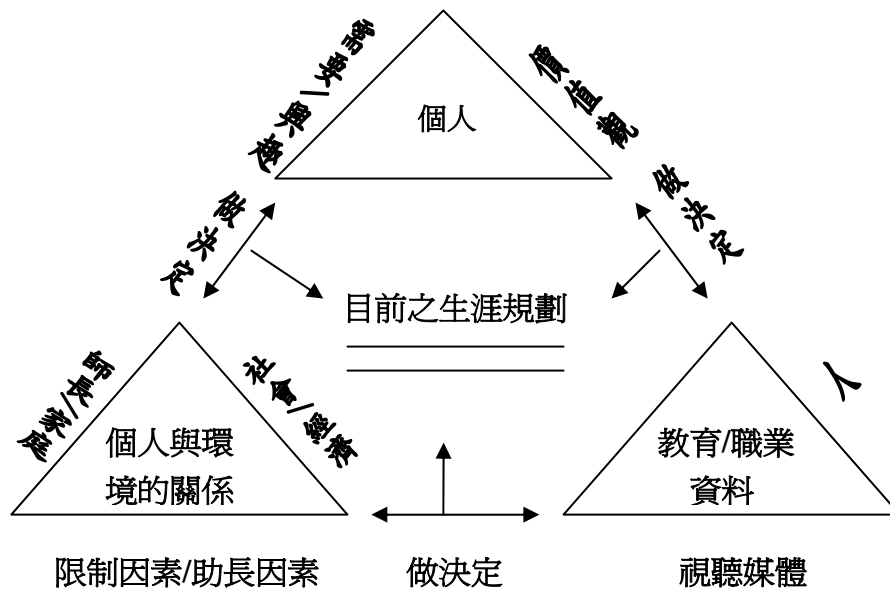 需要/興趣
價值觀
個人
做決定
做決定
目前之生涯規劃
師長/家庭
社會/經濟
人
個人與環
境的關係
教育/職業
資料
限制因素/助長因素
做決定
視聽媒體